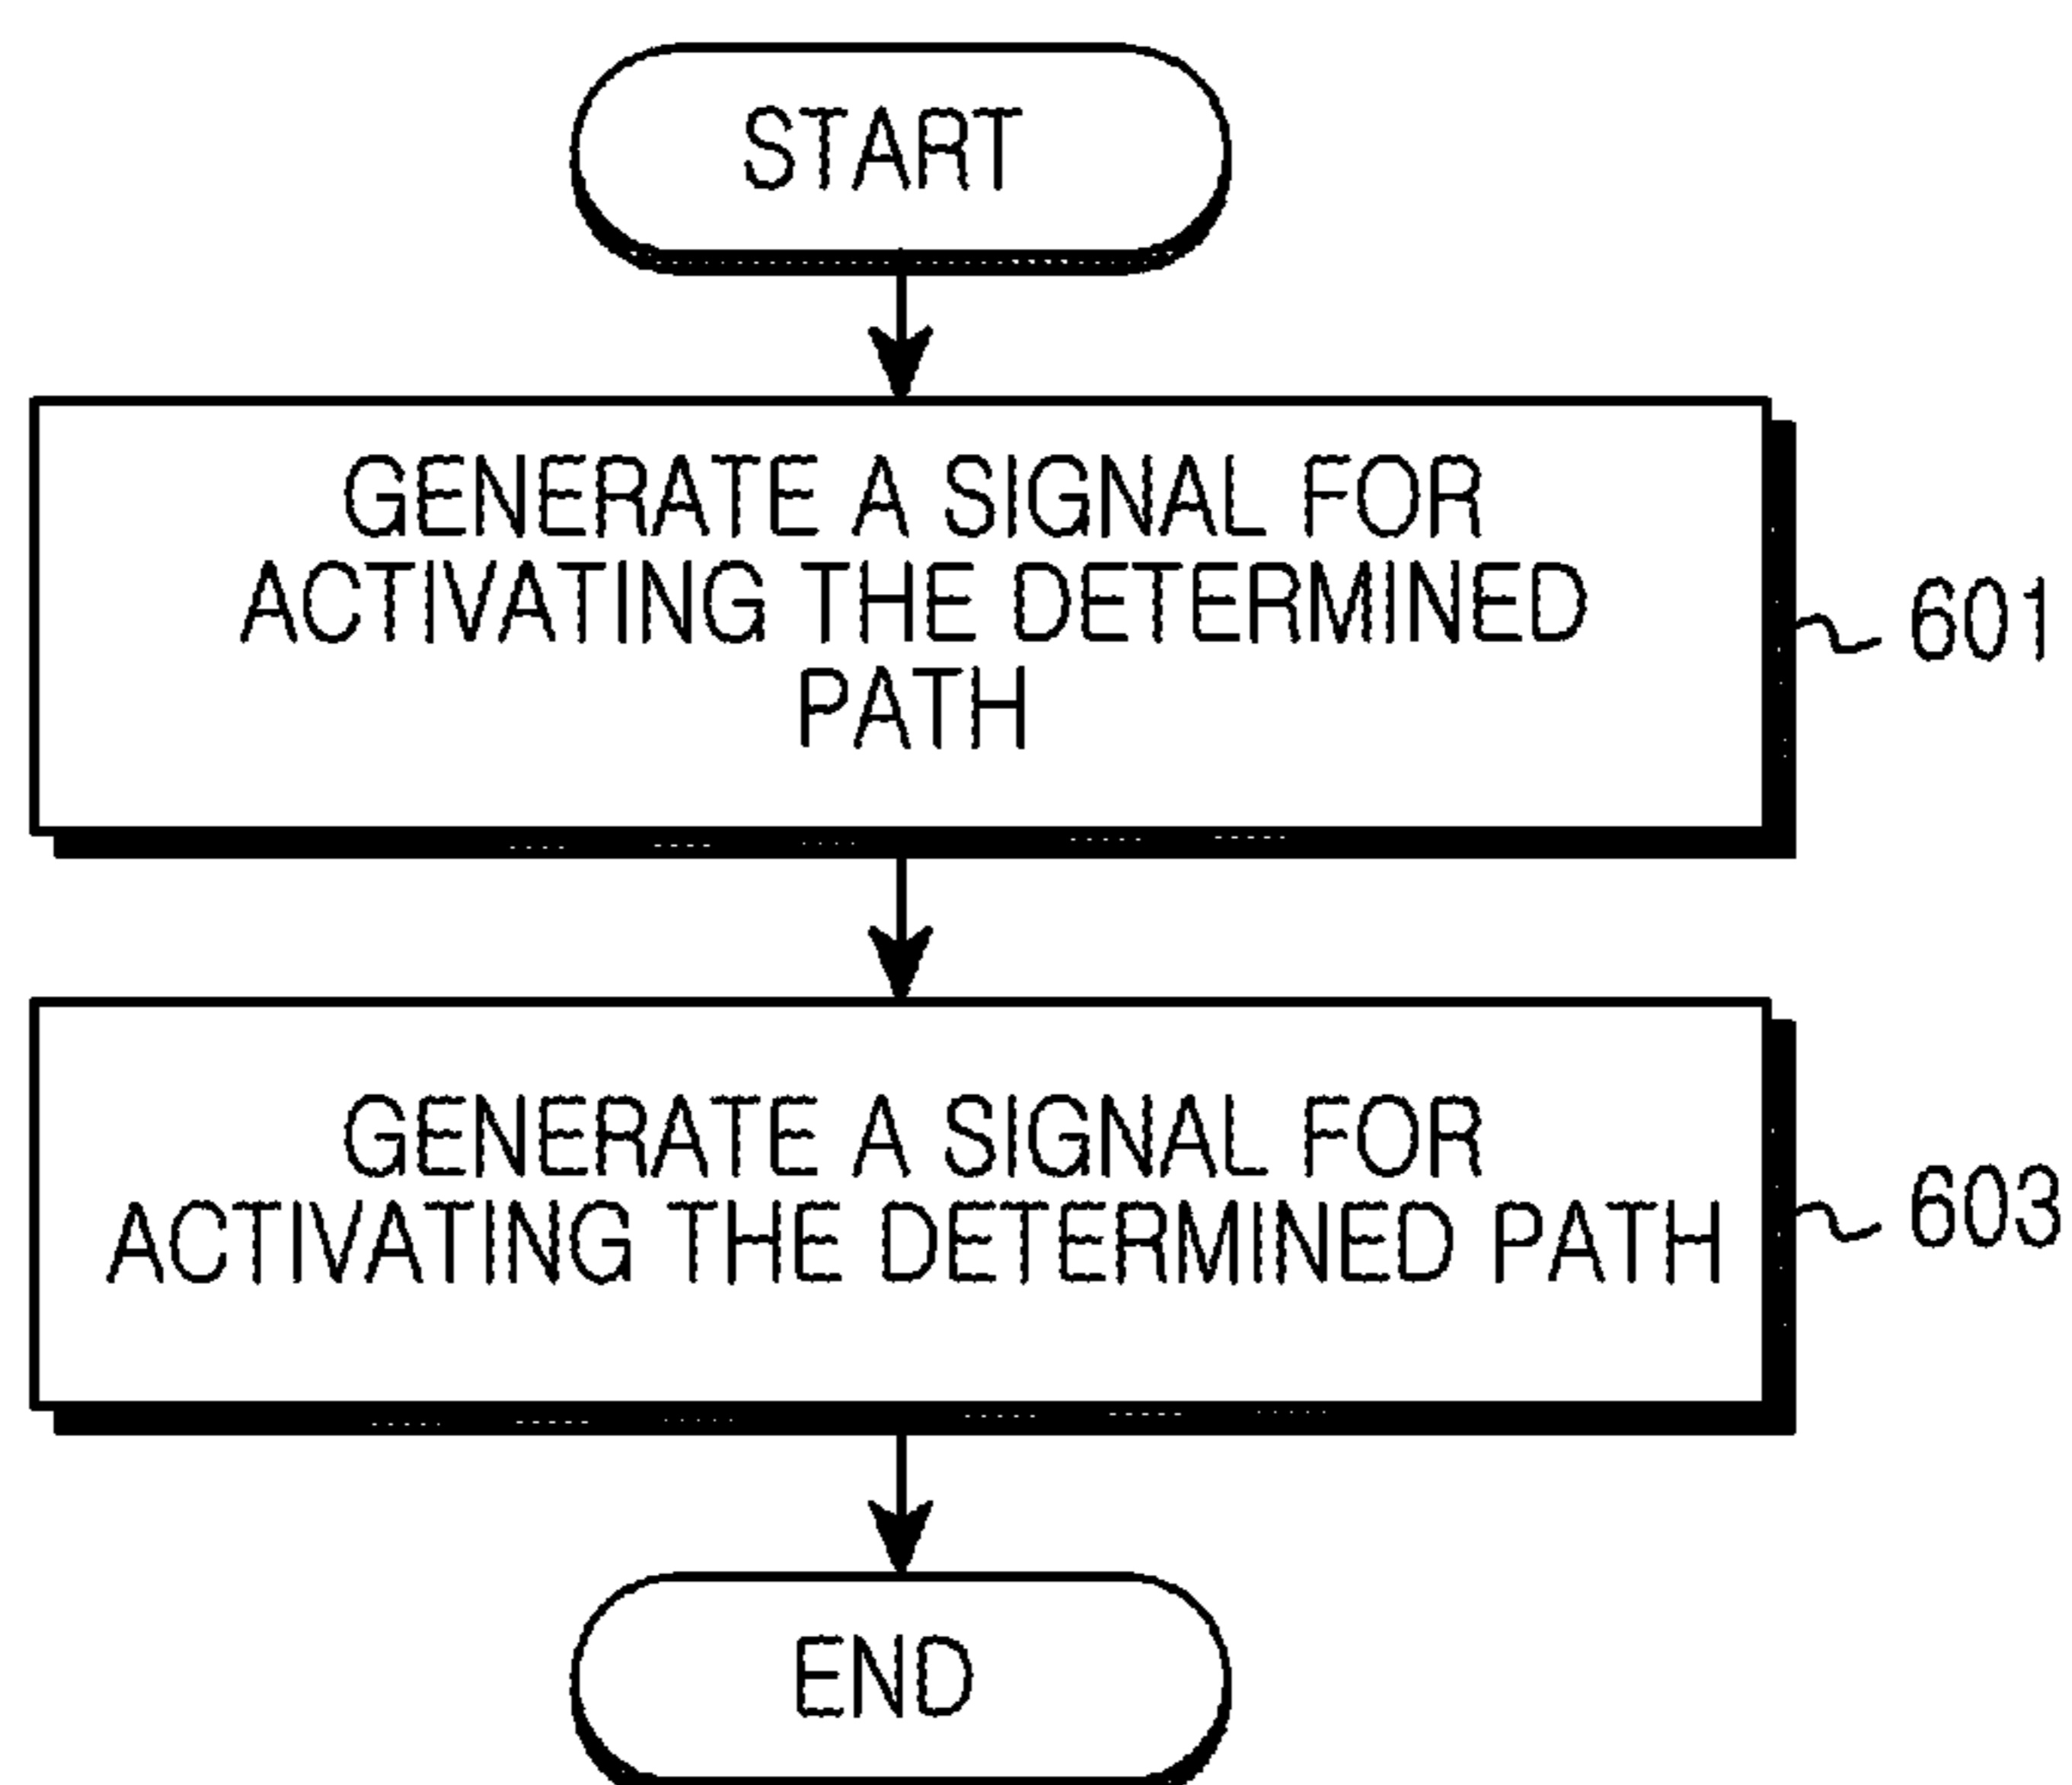 START
GENERATE A SIGNAL FOR
ACTIVATING THE DETERMINED
PATH
601
GENERATE A SIGNAL FOR
ACTIVATING THE DETERMINED PATH
603
END